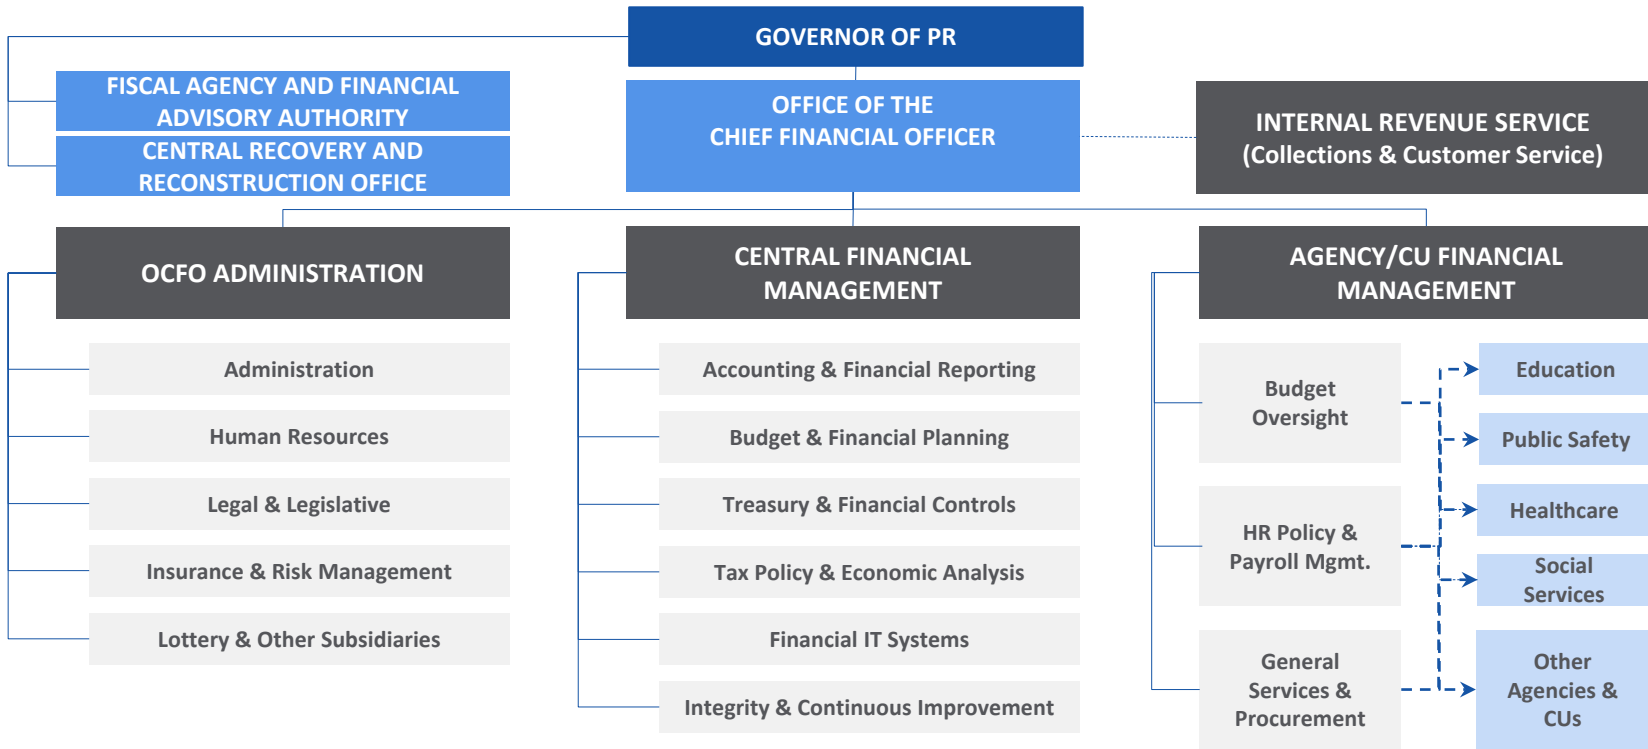 GOVERNOR OF PR
FISCAL AGENCY AND FINANCIAL
ADVISORY AUTHORITY
CENTRAL RECOVERY AND
RECONSTRUCTION OFFICE
OFFICE OF THE
CHIEF FINANCIAL OFFICER
INTERNAL REVENUE SERVICE
(Collections & Customer Service)
OCFO ADMINISTRATION
Administration
Human Resources
Legal & Legislative
Insurance & Risk Management
Lottery & Other Subsidiaries
CENTRAL FINANCIAL
MANAGEMENT
Accounting & Financial Reporting
Budget & Financial Planning
Treasury & Financial Controls
Tax Policy & Economic Analysis
Financial IT Systems
Integrity & Continuous Improvement
AGENCY/CU FINANCIAL
MANAGEMENT
Budget
Oversight
HR Policy &
Payroll Mgmt.
General
Services &
Procurement
Education
Public Safety
Healthcare
Social
Services
Other
Agencies &
CUs